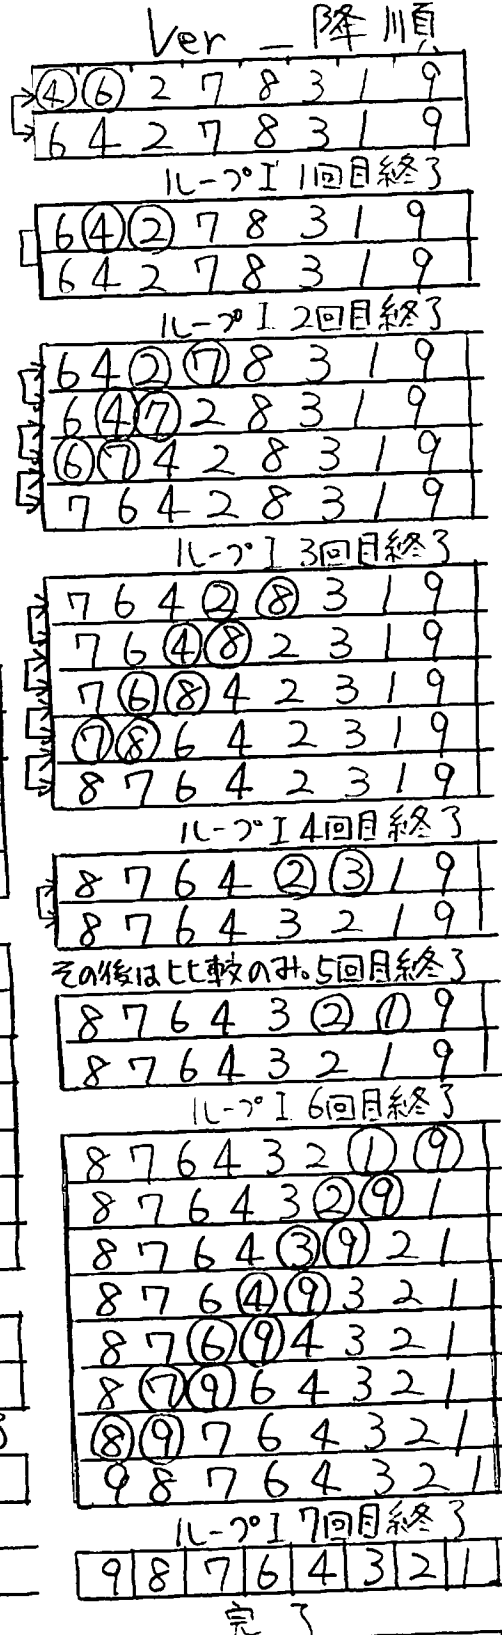 Ver _ 降順
4 6 2 7 8 3 1 9
6 4 2 7 8 3 1 9
ループI 1回目終了
6 4 2 7 8 3 1 9
6 4 2 7 8 3 1 9
ループI 2回目終了
6 4 2 7 8 3 1 9
6 4 7 2 8 3 1 9
6 7 4 2 8 3 1 9
7 6 4 2 8 3 1 9
ループI 3回目終了
7 6 4 2 8 3 1 9
7 6 4 8 2 3 1 9
7 6 8 4 2 3 1 9
7 8 6 4 2 3 1 9
8 7 6 4 2 3 1 9
ループI 4回目終了
8 7 6 4 2 3 1 9
8 7 6 4 3 2 1 9
その後は比較のみ。5回目終了
8 7 6 4 3 2 1 9
8 7 6 4 3 2 1 9
ループI 6回目終了
8 7 6 4 3 2 1 9
8 7 6 4 3 2 9 1
8 7 6 4 3 9 2 1
8 7 6 4 9 3 2 1
8 7 6 9 4 3 2 1
8 7 9 6 4 3 2 1
8 9 7 6 4 3 2 1
9 8 7 6 4 3 2 1
ループI 7回目終了
9 8 7 6 4 3 2 1
完了